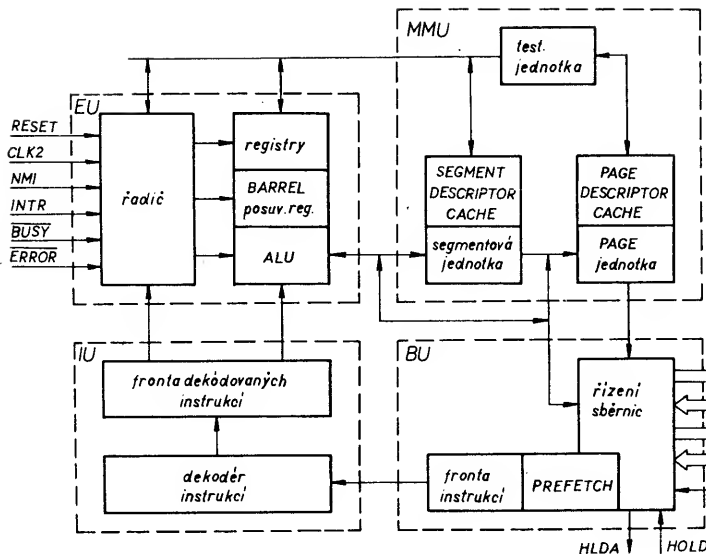 MMU
test.
jednotka
EU
RESET
CLK2
NMI
INTR
BUSY
ERROR
řadič
registry
BARREL
posuv. reg.
ALU
SEGMENT
DESCRIPTOR
CACHE
segmentová
jednotka
PAGE
DESCRIPTOR
CACHE
PAGE
jednotka
IU
fronta dekódovaných
instrukcí
dekodér
instrukcí
BU
řízení
sběrnic
fronta
instrukcí
PREFETCH
HLDA
HOLD